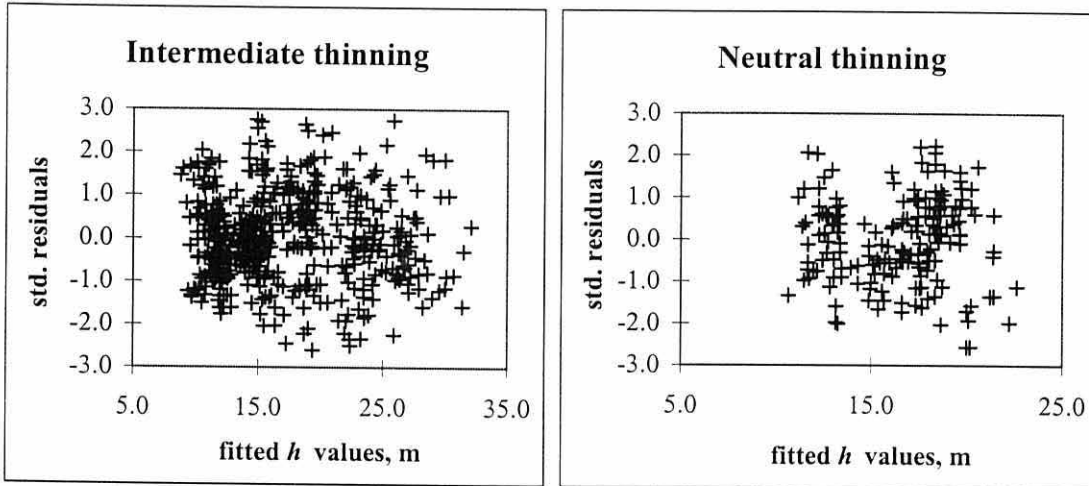 Intermediate thinning
3.0
2.0
1.0
0.0
-1.0
-2.0
-3.0
std. residuals
5.0 15.0 25.0 35.0
fitted h values, m
Neutral thinning
3.0
2.0
1.0
0.0
-1.0
-2.0
-3.0
std. residuals
5.0 15.0 25.0
fitted h values, m